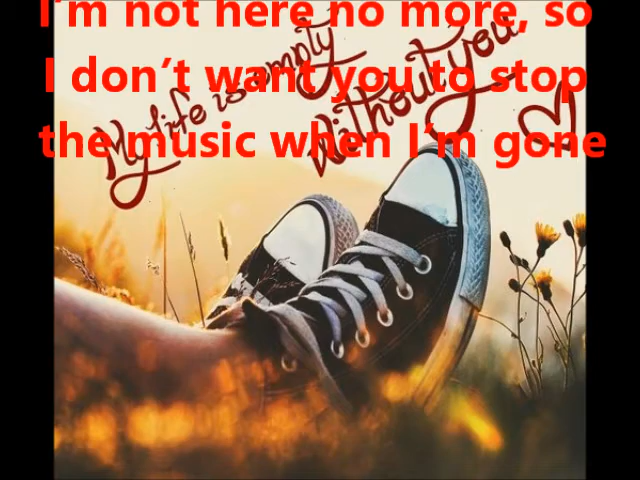 I'm not here no more, so
I don't want you to stop
the music when I'm gone
My life is empty
Without you